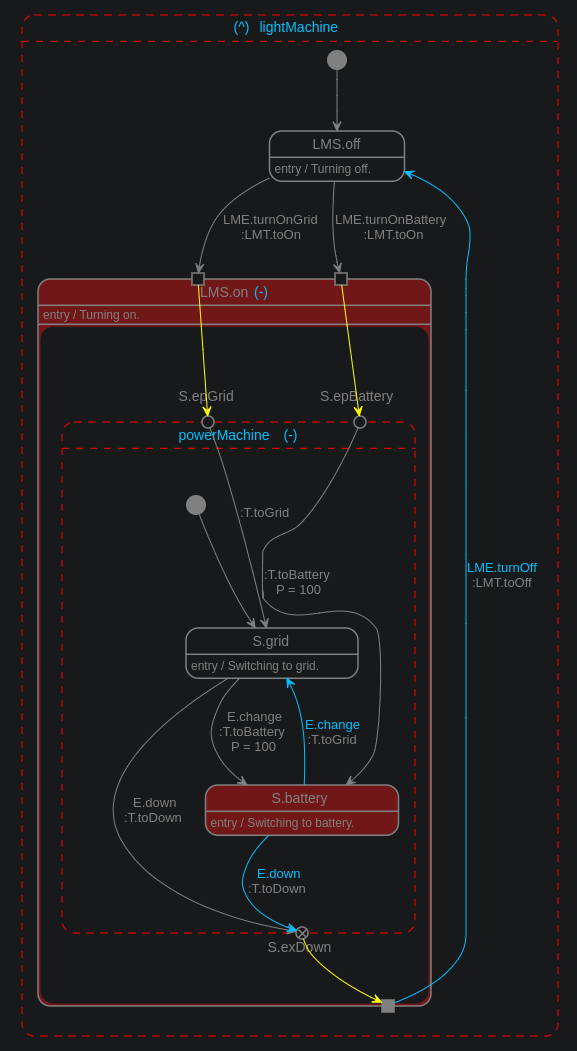 (^) lightMachine
LMS.off
entry / Turning off.
LME.turnOnGrid
:LMT.toOn
LME.turnOnBattery
:LMT.toOn
LMS.on (-)
entry / Turning on.
S.epGrid
S.epBattery
powerMachine (-)
:T.toGrid
LME.turnOff
:LMT.toOff
:T.toBattery
P = 100
S.grid
entry / Switching to grid.
E.change
:T.toBattery
P = 100
E.change
:T.toGrid
S.battery
entry / Switching to battery.
E.down
:T.toDown
E.down
:T.toDown
S.exDown